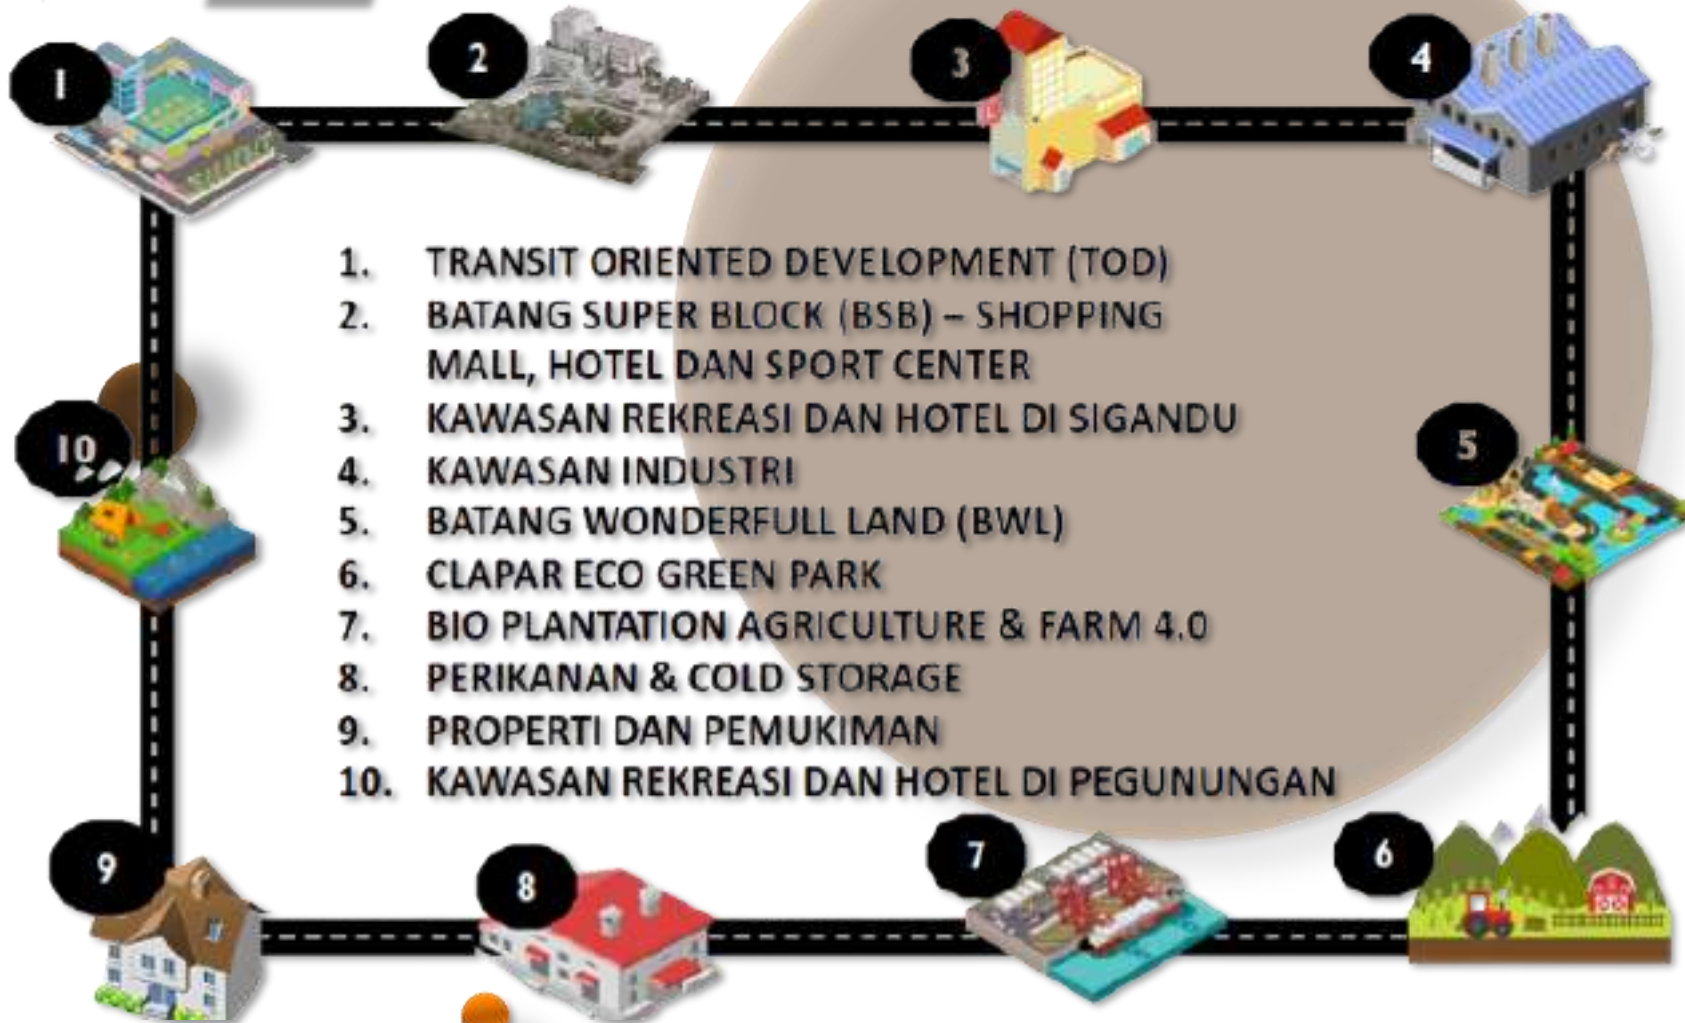 1
2
3
4
1. TRANSIT ORIENTED DEVELOPMENT (TOD)
2. BATANG SUPER BLOCK (BSB) – SHOPPING
MALL, HOTEL DAN SPORT CENTER
3. KAWASAN REKREASI DAN HOTEL DI SIGANDU
4. KAWASAN INDUSTRI
5. BATANG WONDERFULL LAND (BWL)
6. CLAPAR ECO GREEN PARK
7. BIO PLANTATION AGRICULTURE & FARM 4.0
8. PERIKANAN & COLD STORAGE
9. PROPERTI DAN PEMUKIMAN
10. KAWASAN REKREASI DAN HOTEL DI PEGUNUNGAN
10
5
9
8
7
6